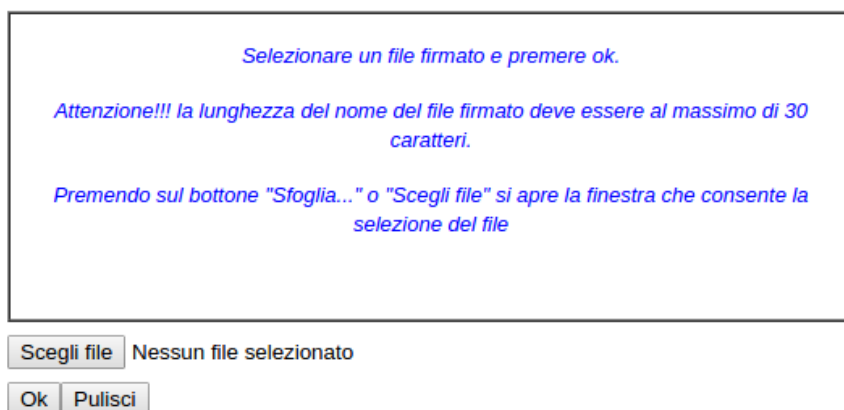 Selezionare un file firmato e premere ok.
Attenzione!!! la lunghezza del nome del file firmato deve essere al massimo di 30
caratteri.
Premendo sul bottone "Sfoglia..." o "Scegli file" si apre la finestra che consente la
selezione del file
Scegli file Nessun file selezionato
Ok Pulisci